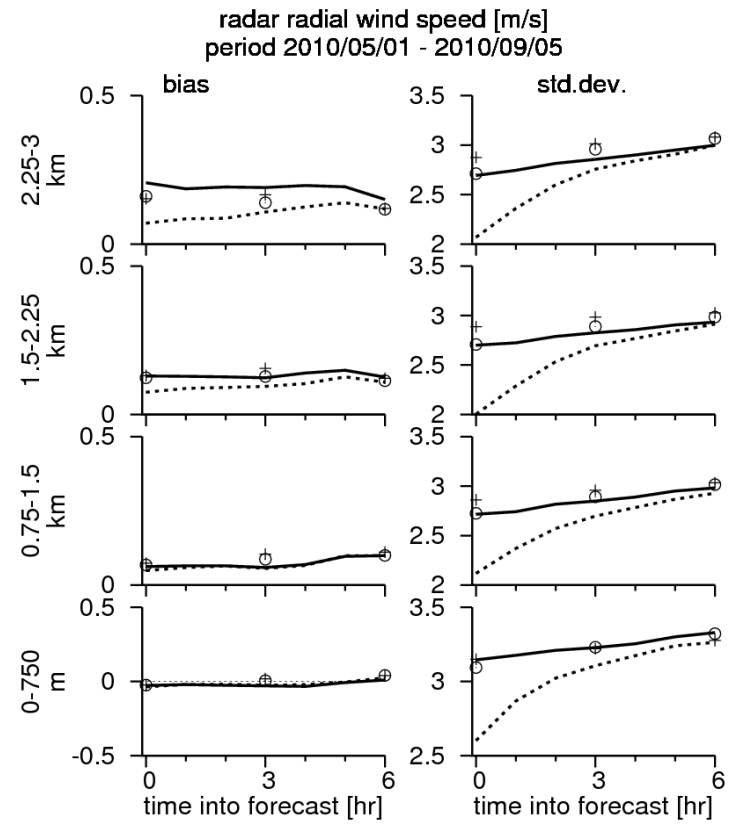 radar radial wind speed [m/s]
period 2010/05/01 - 2010/09/05
bias
std.dev.
2.25-3
km
0.5
0
3.5
3
2.5
2
1.5-2.25
km
0.5
0
3.5
3
2.5
2
0.75-1.5
km
0.5
0
3.5
3
2.5
2
0-750
m
0.5
0
-0.5
3.5
3
2.5
0 3 6
0 3 6
time into forecast [hr]
time into forecast [hr]